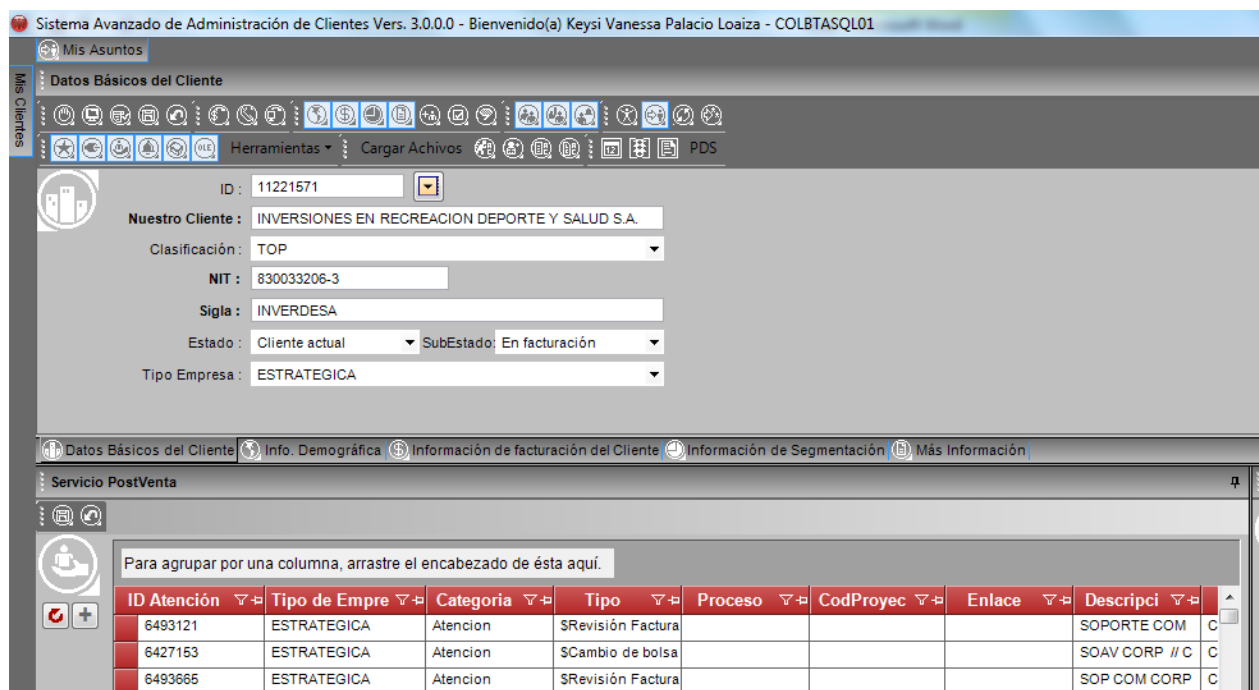 Sistema Avanzado de Administración de Clientes Vers. 3.0.0.0 - Bienvenido(a) Keysi Vanessa Palacio Loaiza - COLBTASQL01
Mis Asuntos
Mis Clientes
Datos Básicos del Cliente
OLE Herramientas Cargar Achivos 12 PDS
ID : 11221571
Nuestro Cliente : INVERSIONES EN RECREACION DEPORTE Y SALUD S.A.
Clasificación : TOP
NIT : 830033206-3
Sigla : INVERDESA
Estado : Cliente actual SubEstado: En facturación
Tipo Empresa : ESTRATEGICA
Datos Básicos del Cliente Info. Demográfica Información de facturación del Cliente Información de Segmentación Más Información
Servicio PostVenta
Para agrupar por una columna, arrastre el encabezado de ésta aquí.
ID Atención Tipo de Empre Categoria Tipo Proceso CodProyec Enlace Descripci
6493121 ESTRATEGICA Atencion $Revisión Factura SOPORTE COM C
6427153 ESTRATEGICA Atencion $Cambio de bolsa SOAV CORP // C C
6493665 ESTRATEGICA Atencion $Revisión Factura SOP COM CORP C